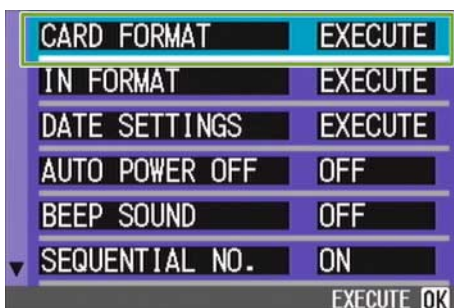 CARD FORMAT EXECUTE
IN FORMAT EXECUTE
DATE SETTINGS EXECUTE
AUTO POWER OFF OFF
BEEP SOUND OFF
SEQUENTIAL NO. ON
EXECUTE OK